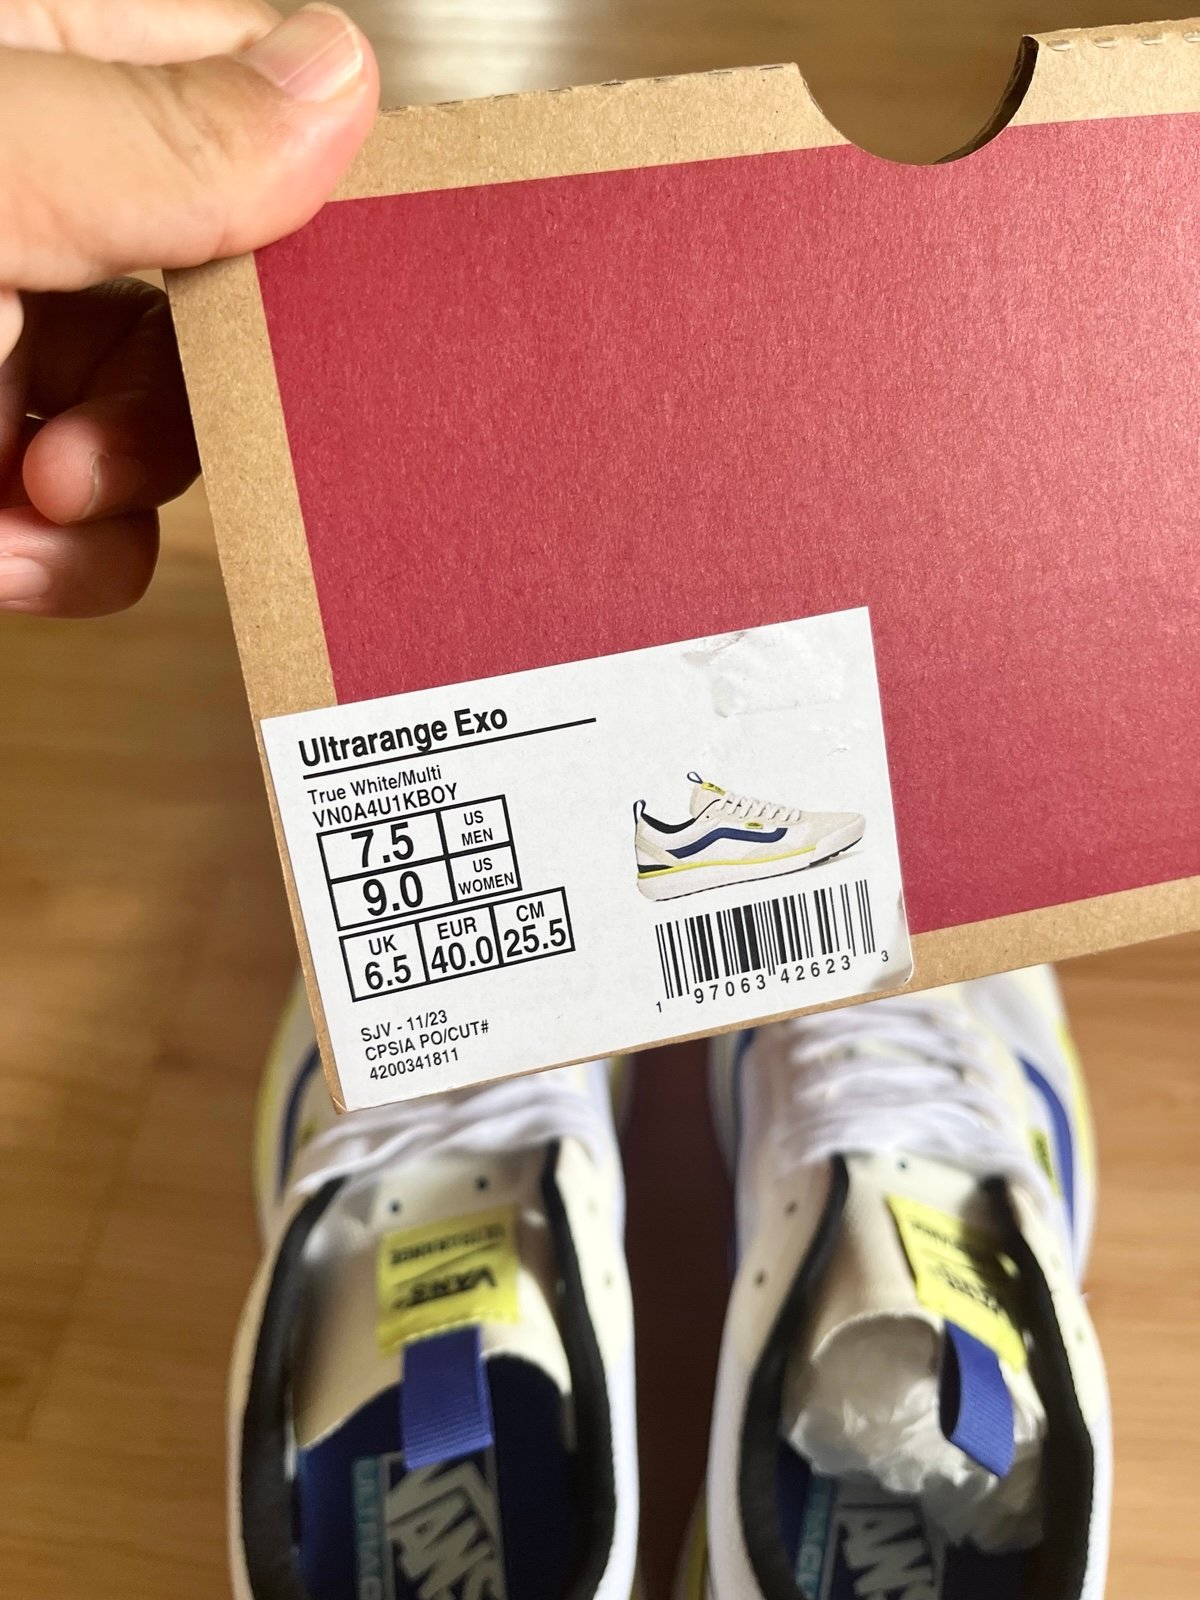 Ultrarange Exo
True White/Multi
VN0A4U1KBOY
7.5 US MEN
9.0 US WOMEN
UK EUR CM
6.5 40.0 25.5
SJV - 11/23
CPSIA PO/CUT#
4200341811
1 97063 42623 3
ULTRARANGE
VANS
VANS
VANS
VANS